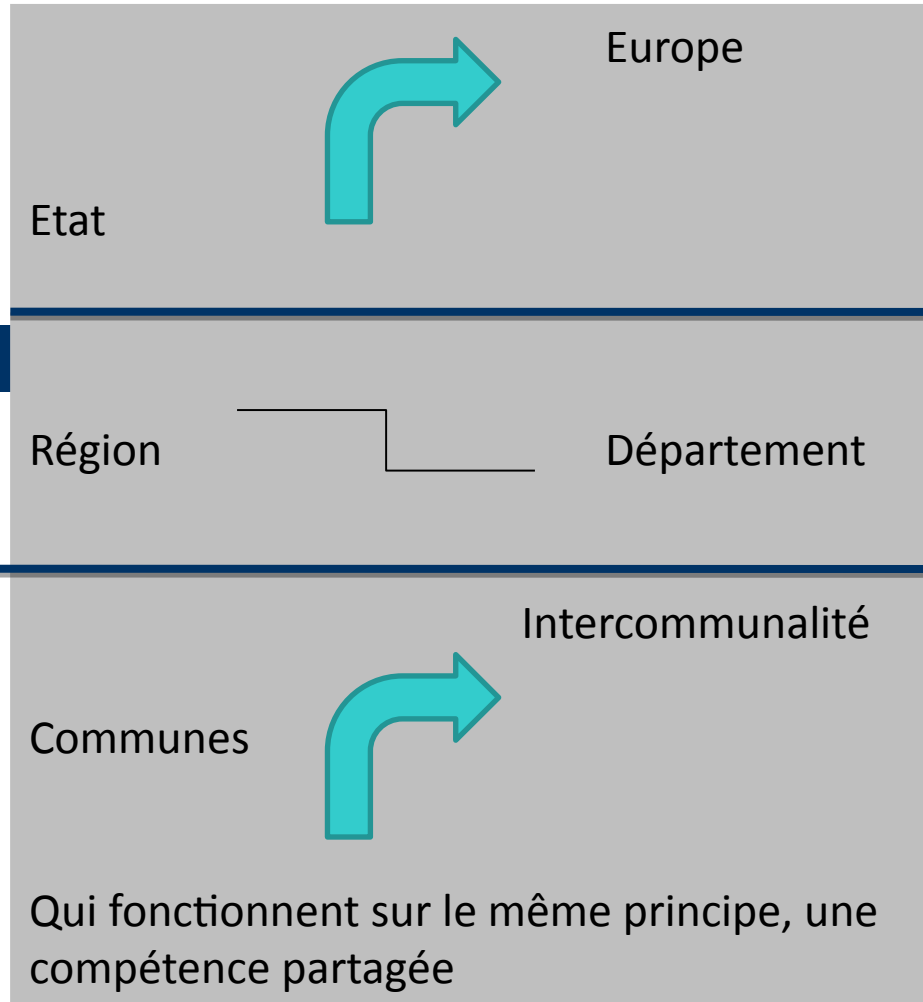 Europe
Etat
Région
Département
Intercommunalité
Communes
Qui fonctionnent sur le même principe, une
compétence partagée